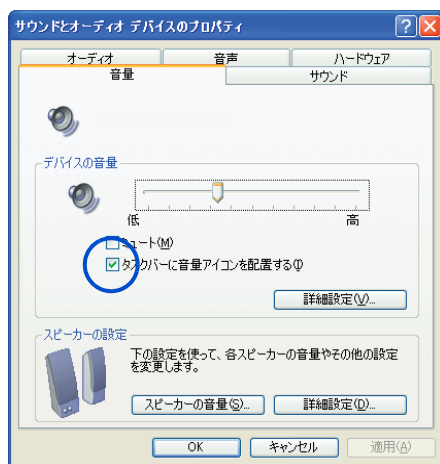 サウンドとオーディオ デバイスのプロパティ
オーディオ 音声 ハードウェア
音量 サウンド
デバイスの音量
低 高
ミュート(M)
タスクバーに音量アイコンを配置する(I)
詳細設定(V)...
スピーカーの設定
下の設定を使って、各スピーカーの音量やその他の設定
を変更します。
スピーカーの音量(S)... 詳細設定(D)...
OK キャンセル 適用(A)